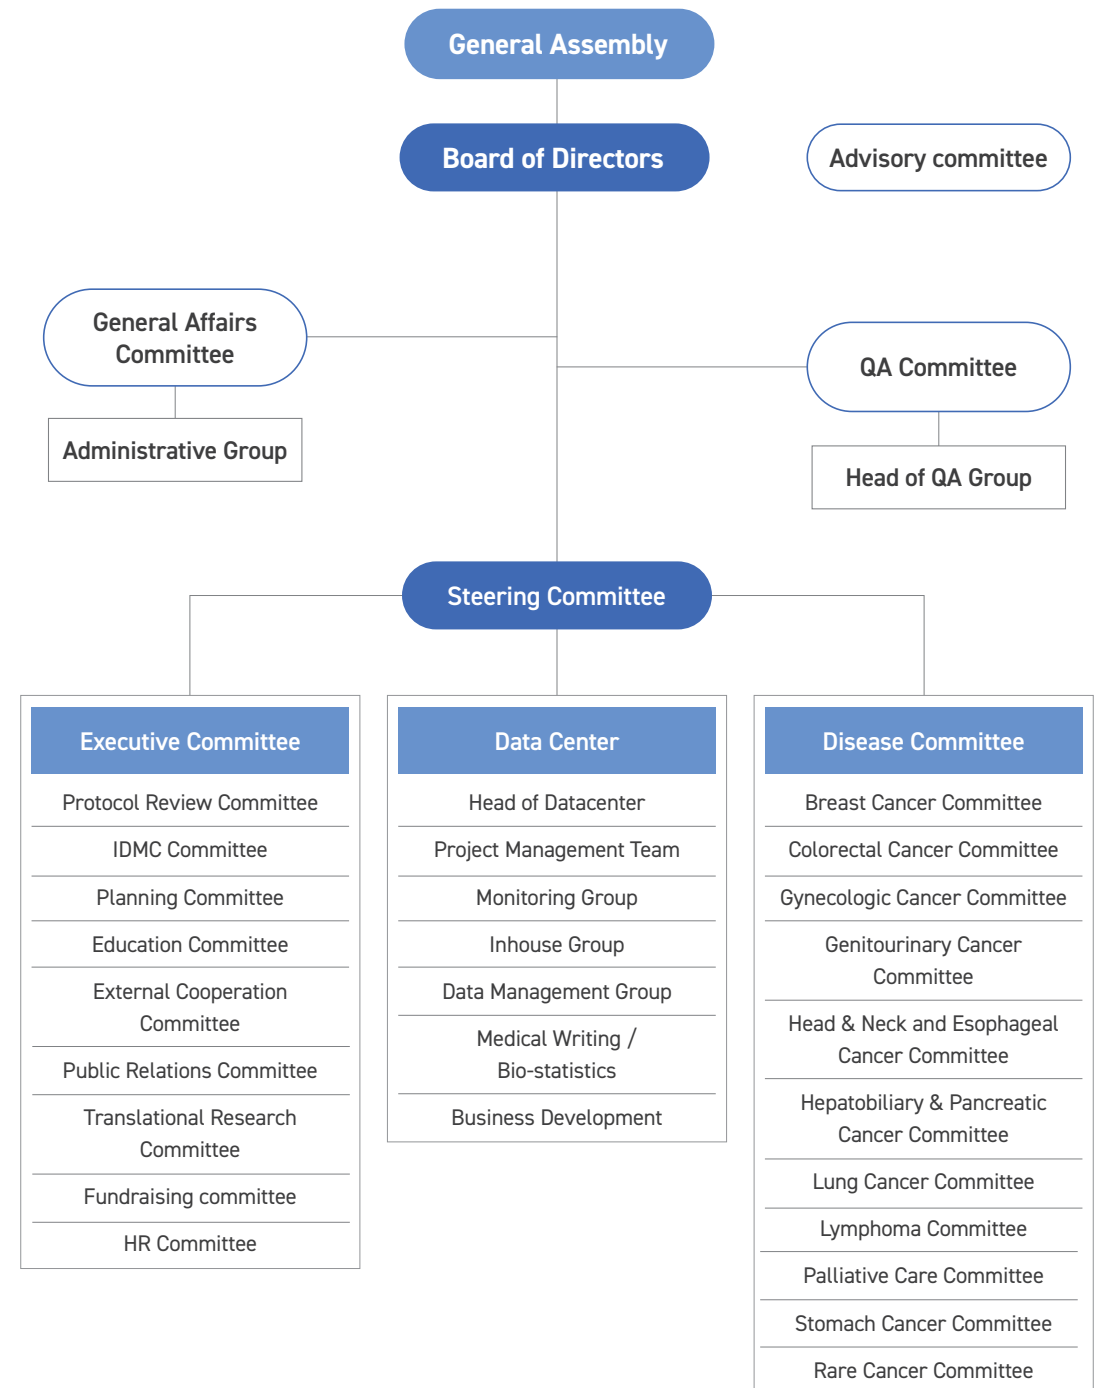 General Assembly
Board of Directors
Advisory committee
General Affairs
Committee
QA Committee
Administrative Group
Head of QA Group
Steering Committee
Executive Committee
Protocol Review Committee
IDMC Committee
Planning Committee
Education Committee
External Cooperation
Committee
Public Relations Committee
Translational Research
Committee
Fundraising committee
HR Committee
Data Center
Head of Datacenter
Project Management Team
Monitoring Group
Inhouse Group
Data Management Group
Medical Writing /
Bio-statistics
Business Development
Disease Committee
Breast Cancer Committee
Colorectal Cancer Committee
Gynecologic Cancer Committee
Genitourinary Cancer
Committee
Head & Neck and Esophageal
Cancer Committee
Hepatobiliary & Pancreatic
Cancer Committee
Lung Cancer Committee
Lymphoma Committee
Palliative Care Committee
Stomach Cancer Committee
Rare Cancer Committee